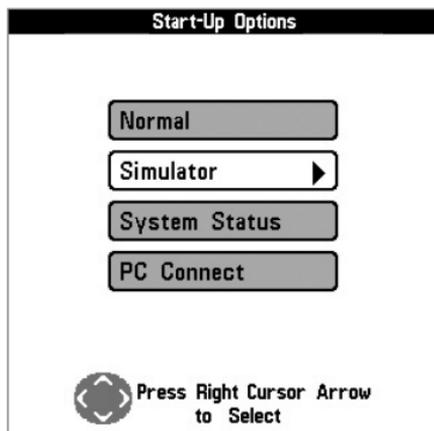 Start-Up Options
Normal
Simulator
System Status
PC Connect
Press Right Cursor Arrow
to Select